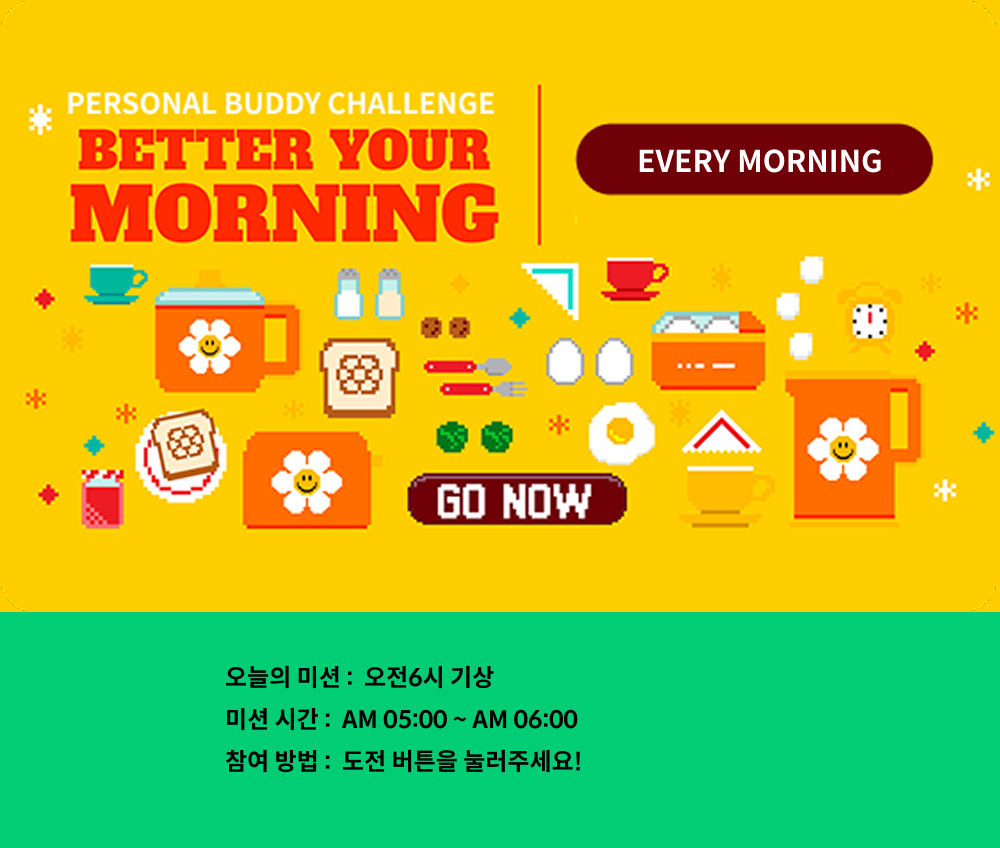 PERSONAL BUDDY CHALLENGE
BETTER YOUR
MORNING
EVERY MORNING
GO NOW
오늘의 미션 : 오전6시 기상
미션 시간 : AM 05:00 ~ AM 06:00
참여 방법 : 도전 버튼을 눌러주세요!